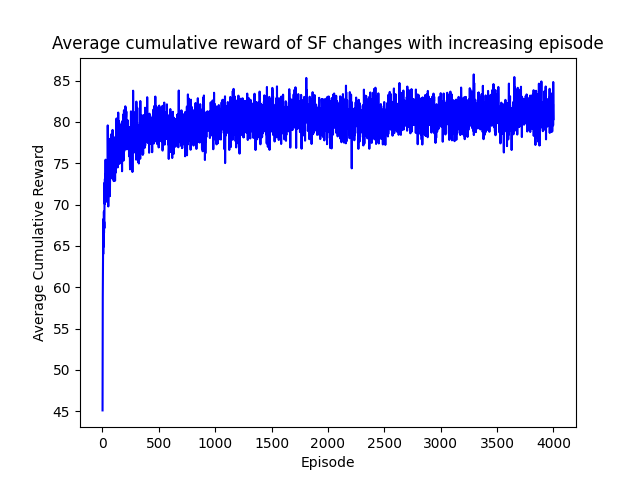 Average cumulative reward of SF changes with increasing episode
85
80
75
70
65
60
55
50
45
Average Cumulative Reward
0 500 1000 1500 2000 2500 3000 3500 4000
Episode